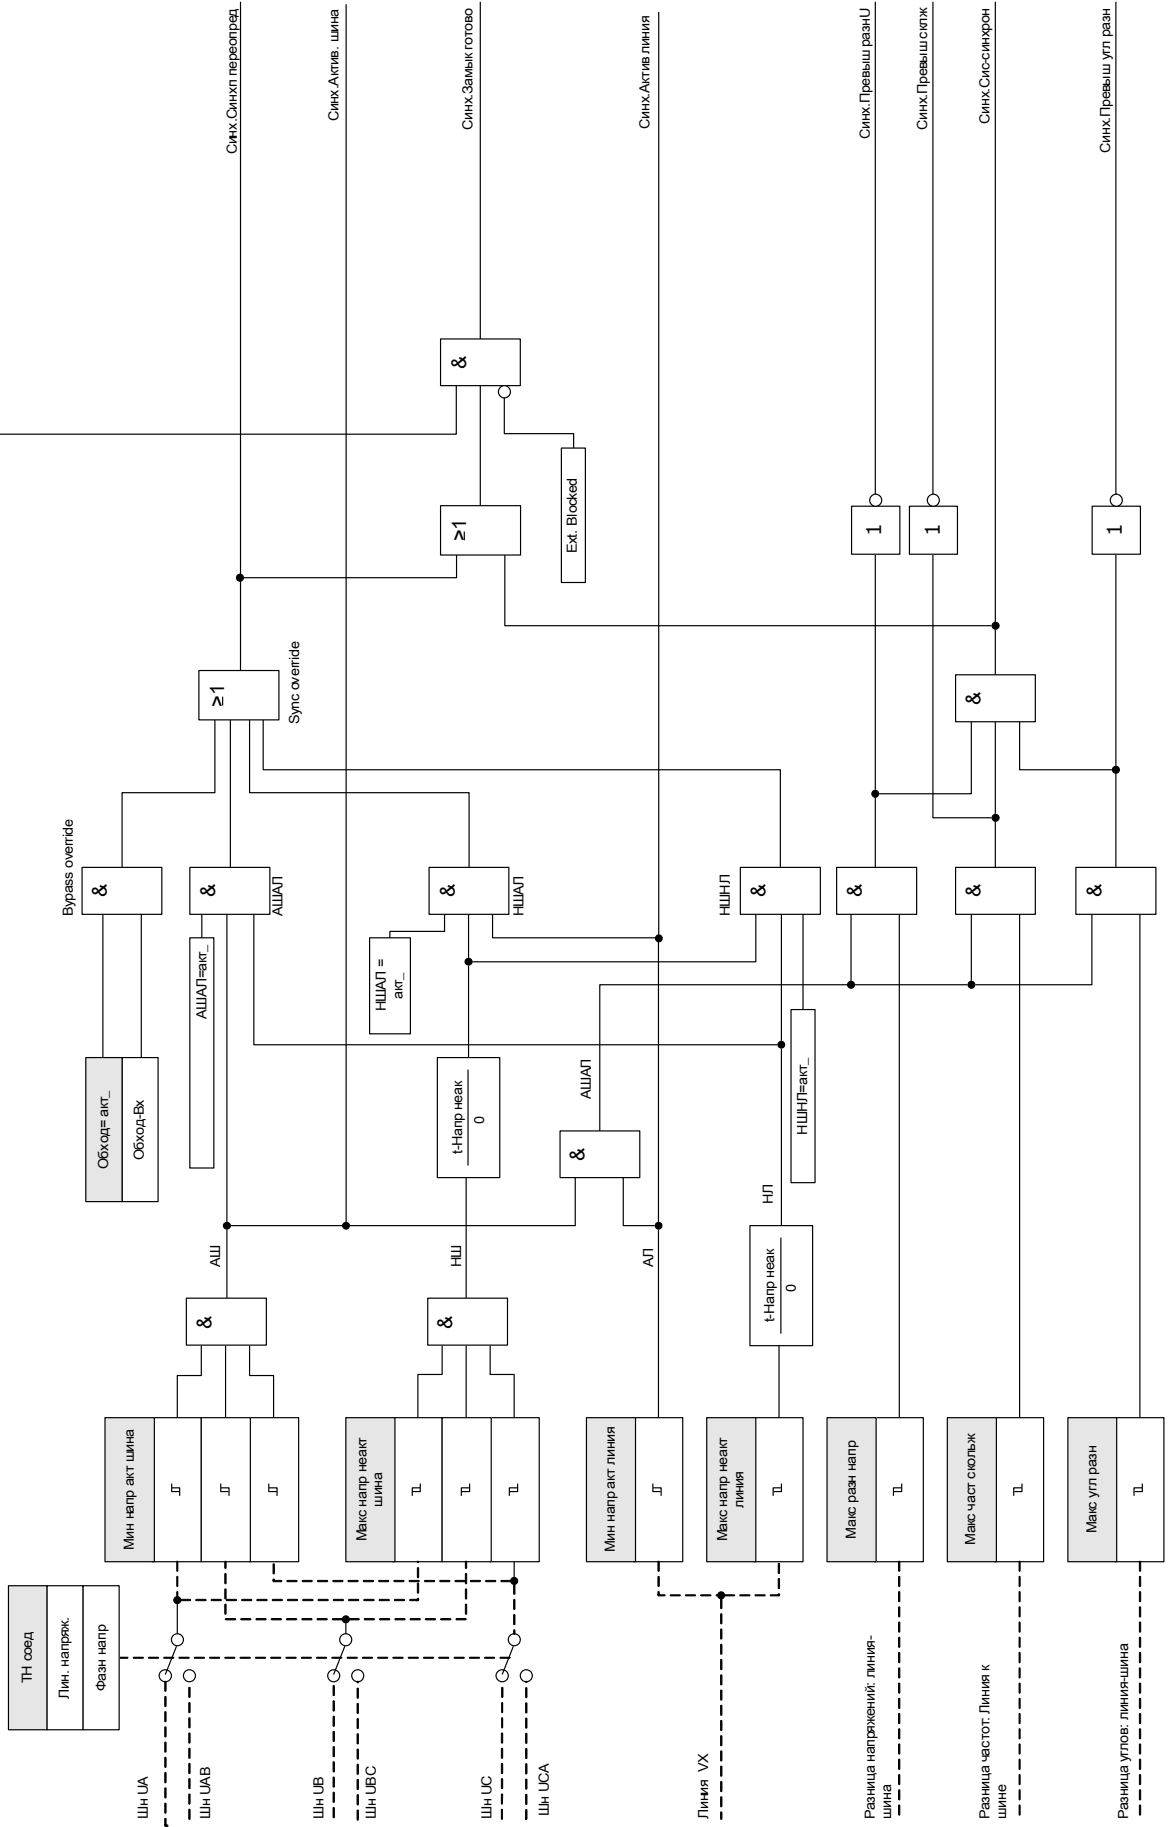 ТН соед
Лин. напряж.
Фазн напр
Шн UA
Шн UAB
Шн UB
Шн UBC
Шн UC
Шн UCA
Линия VX
Разница напряжений: линия-
шина
Разница частот: Линия к
шине
Разница углов: линия-шина
Мин напр акт шина
Макс напр неакт
шина
Мин напр акт линия
Макс напр неакт
линия
Макс разн напр
Макс част скольж
Макс угл разн
&
&
АШ
НШ
АЛ
t-Напр неак
0
НЛ
t-Напр неак
0
&
АШАЛ
Обход= акт_
Обход-Вх
АШАЛ=акт_
НШАЛ =
акт_
НШНЛ=акт_
Bypass override
&
&
АШАЛ
&
НШАЛ
НШНЛ
&
&
&
&
≥1
Sync override
&
≥1
Ext. Blocked
&
1
1
1
Синх.Синхп переопред
Синх.Актив. шина
Синх.Замык готово
Синх.Актив линия
Синх.Превыш разнU
Синх.Превыш склпж
Синх.Сис-синхрон
Синх.Превыш угл разн